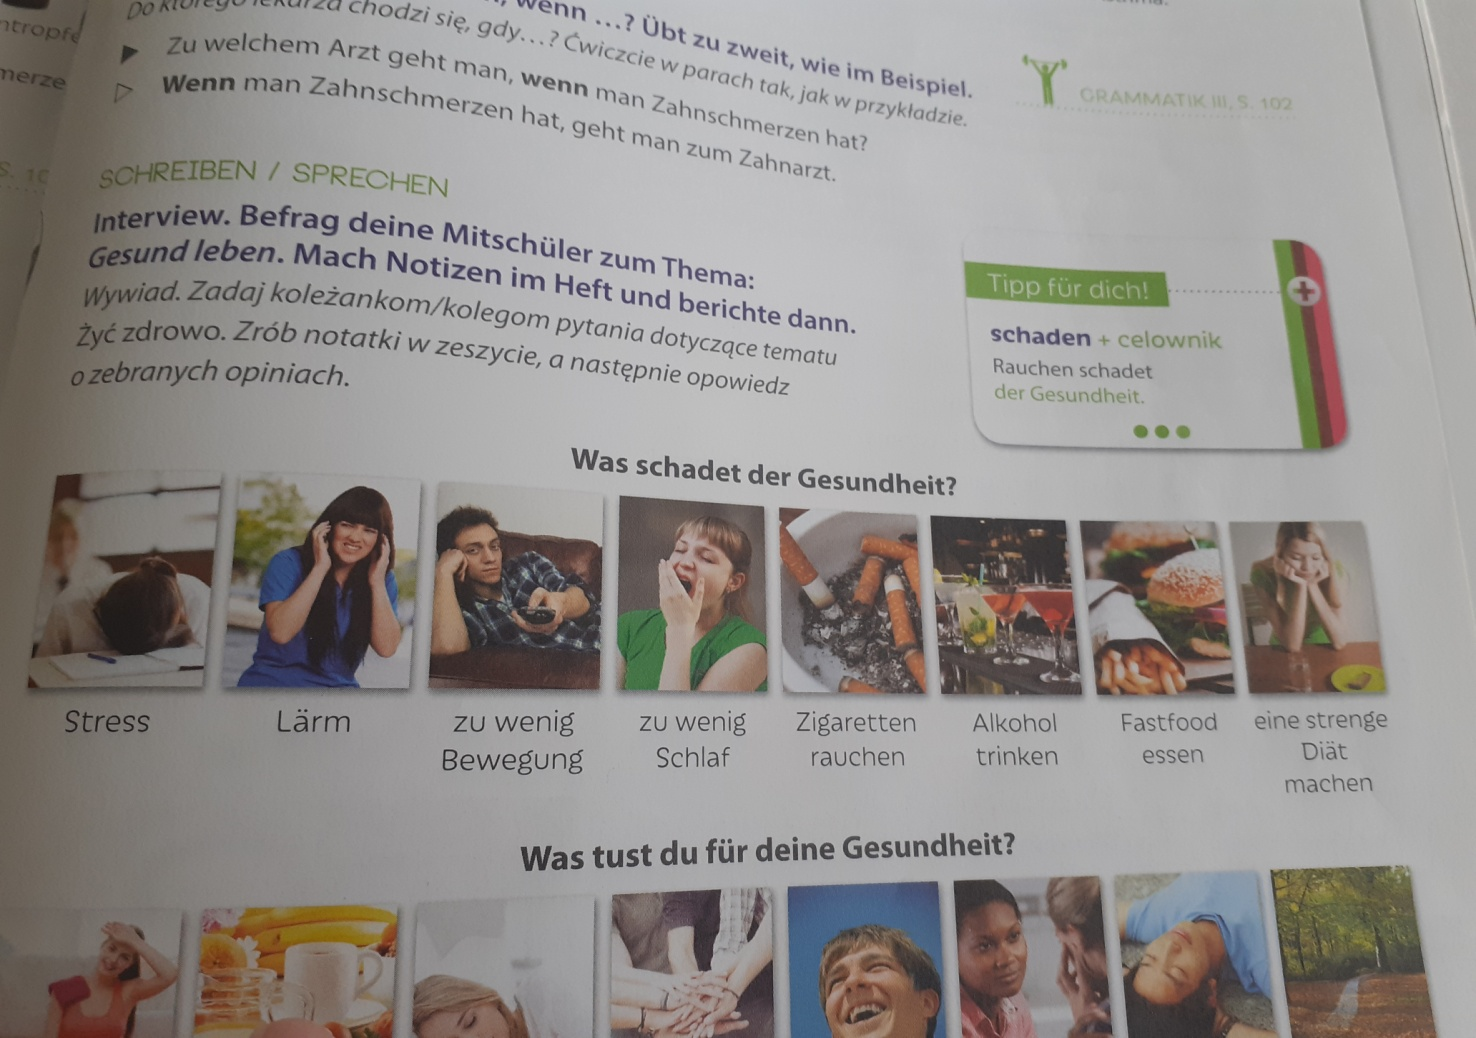 wenn ...? Übt zu zweit, wie im Beispiel.
Do którego lekarza chodzi się, gdy...? Ćwiczcie w parach tak, jak w przykładzie.
Zu welchem Arzt geht man, wenn man Zahnschmerzen hat?
Wenn man Zahnschmerzen hat, geht man zum Zahnarzt.
GRAMMATIK III, S. 102
SCHREIBEN / SPRECHEN
Interview. Befrag deine Mitschüler zum Thema:
Gesund leben. Mach Notizen im Heft und berichte dann.
Wywiad. Zadaj koleżankom/kolegom pytania dotyczące tematu
Żyć zdrowo. Zrób notatki w zeszycie, a następnie opowiedz
o zebranych opiniach.
Tipp für dich!
schaden + celownik
Rauchen schadet
der Gesundheit.
Was schadet der Gesundheit?
Stress
Lärm
zu wenig
Bewegung
zu wenig
Schlaf
Zigaretten
rauchen
Alkohol
trinken
Fastfood
essen
eine strenge
Diät
machen
Was tust du für deine Gesundheit?